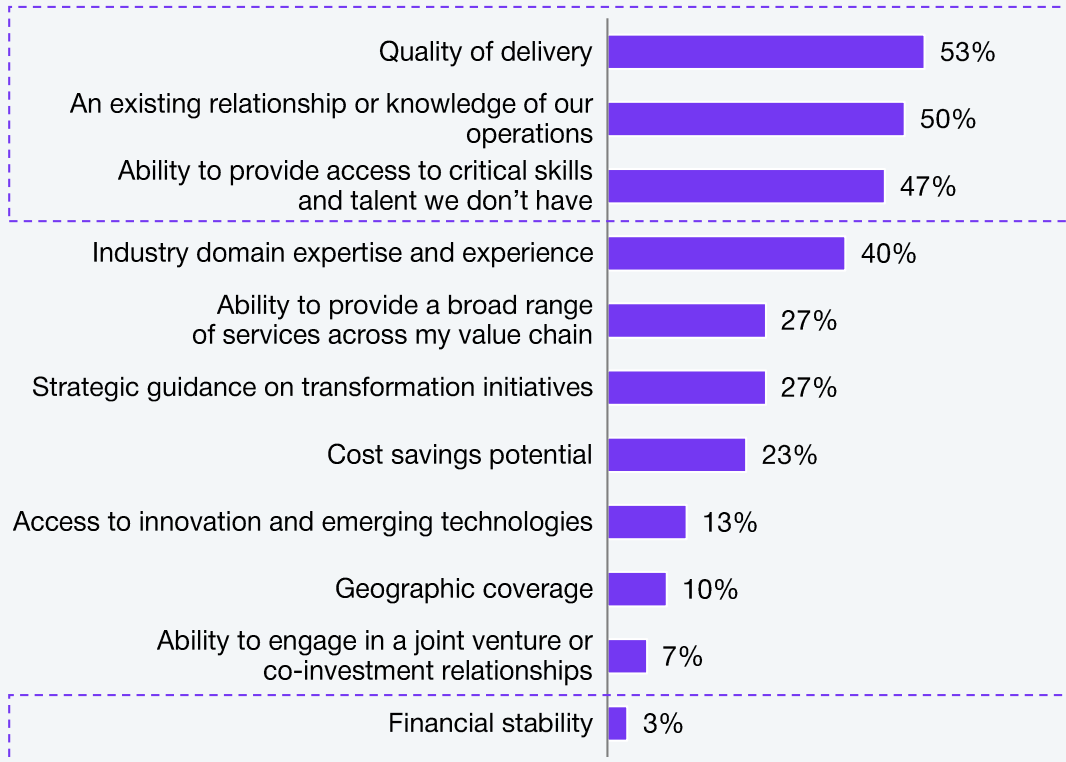 Quality of delivery 53%
An existing relationship or knowledge of our
operations 50%
Ability to provide access to critical skills
and talent we don’t have 47%
Industry domain expertise and experience 40%
Ability to provide a broad range
of services across my value chain 27%
Strategic guidance on transformation initiatives 27%
Cost savings potential 23%
Access to innovation and emerging technologies 13%
Geographic coverage 10%
Ability to engage in a joint venture or
co-investment relationships 7%
Financial stability 3%